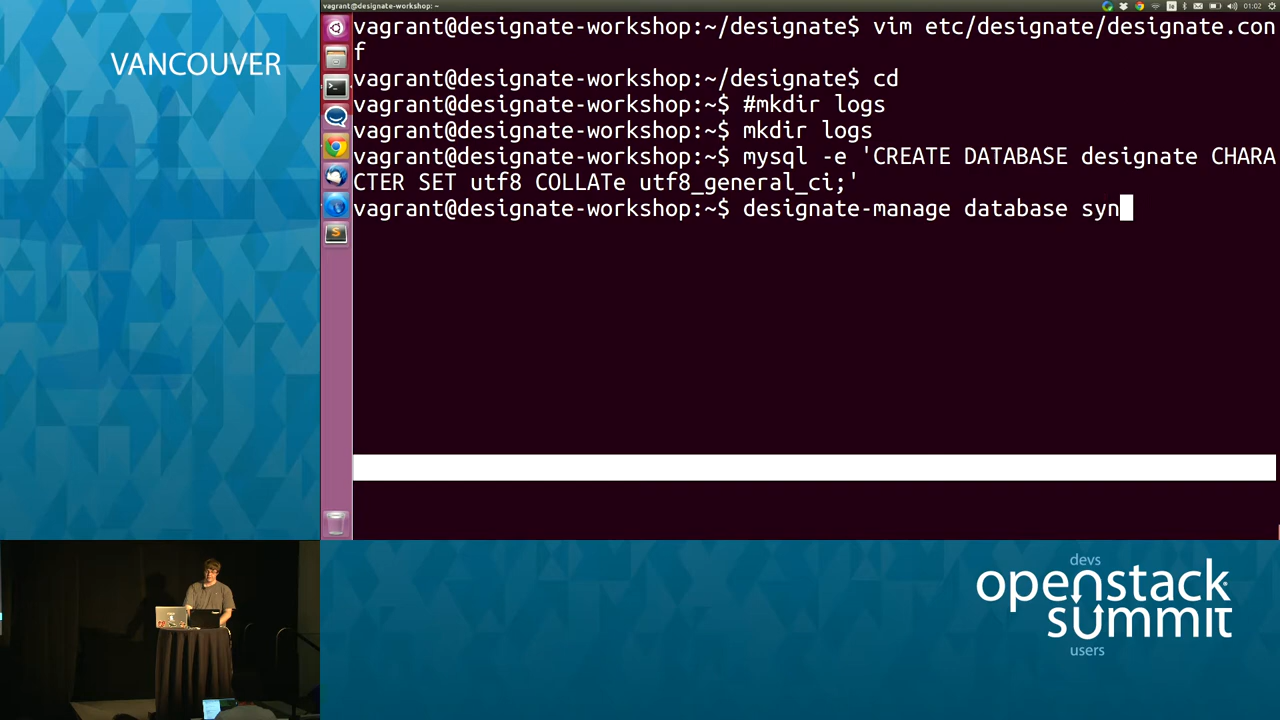 vagrant@designate-workshop: ~
01:02
VANCOUVER
vagrant@designate-workshop:~/designate$ vim etc/designate/designate.con
f
vagrant@designate-workshop:~/designate$ cd
vagrant@designate-workshop:~$ #mkdir logs
vagrant@designate-workshop:~$ mkdir logs
vagrant@designate-workshop:~$ mysql -e 'CREATE DATABASE designate CHARA
CTER SET utf8 COLLATe utf8_general_ci;'
vagrant@designate-workshop:~$ designate-manage database syn
devs
openstack
summit
users